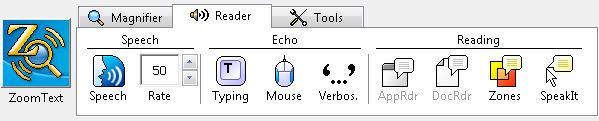 Magnifier Reader Tools
Speech Echo Reading
50
T
Speech Rate Typing Mouse Verbos. AppRdr DocRdr Zones SpeakIt
ZoomText